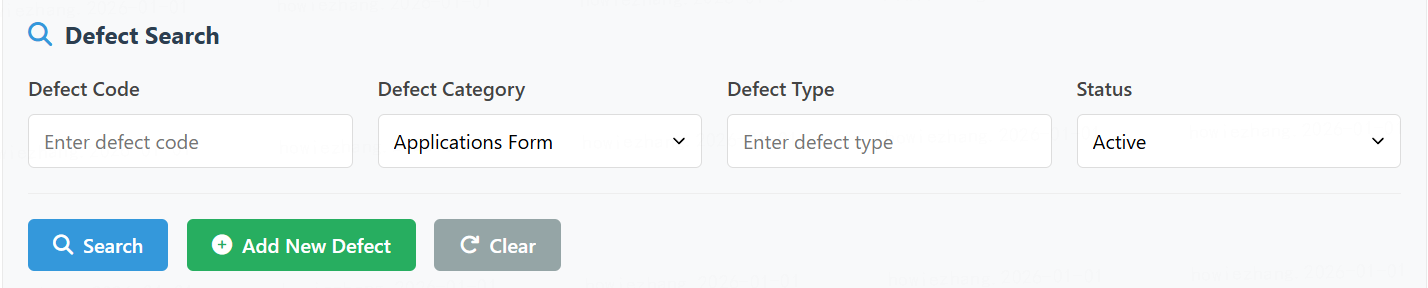 Defect Search
Defect Code Defect Category Defect Type Status
Enter defect code Applications Form Enter defect type Active
Search Add New Defect Clear